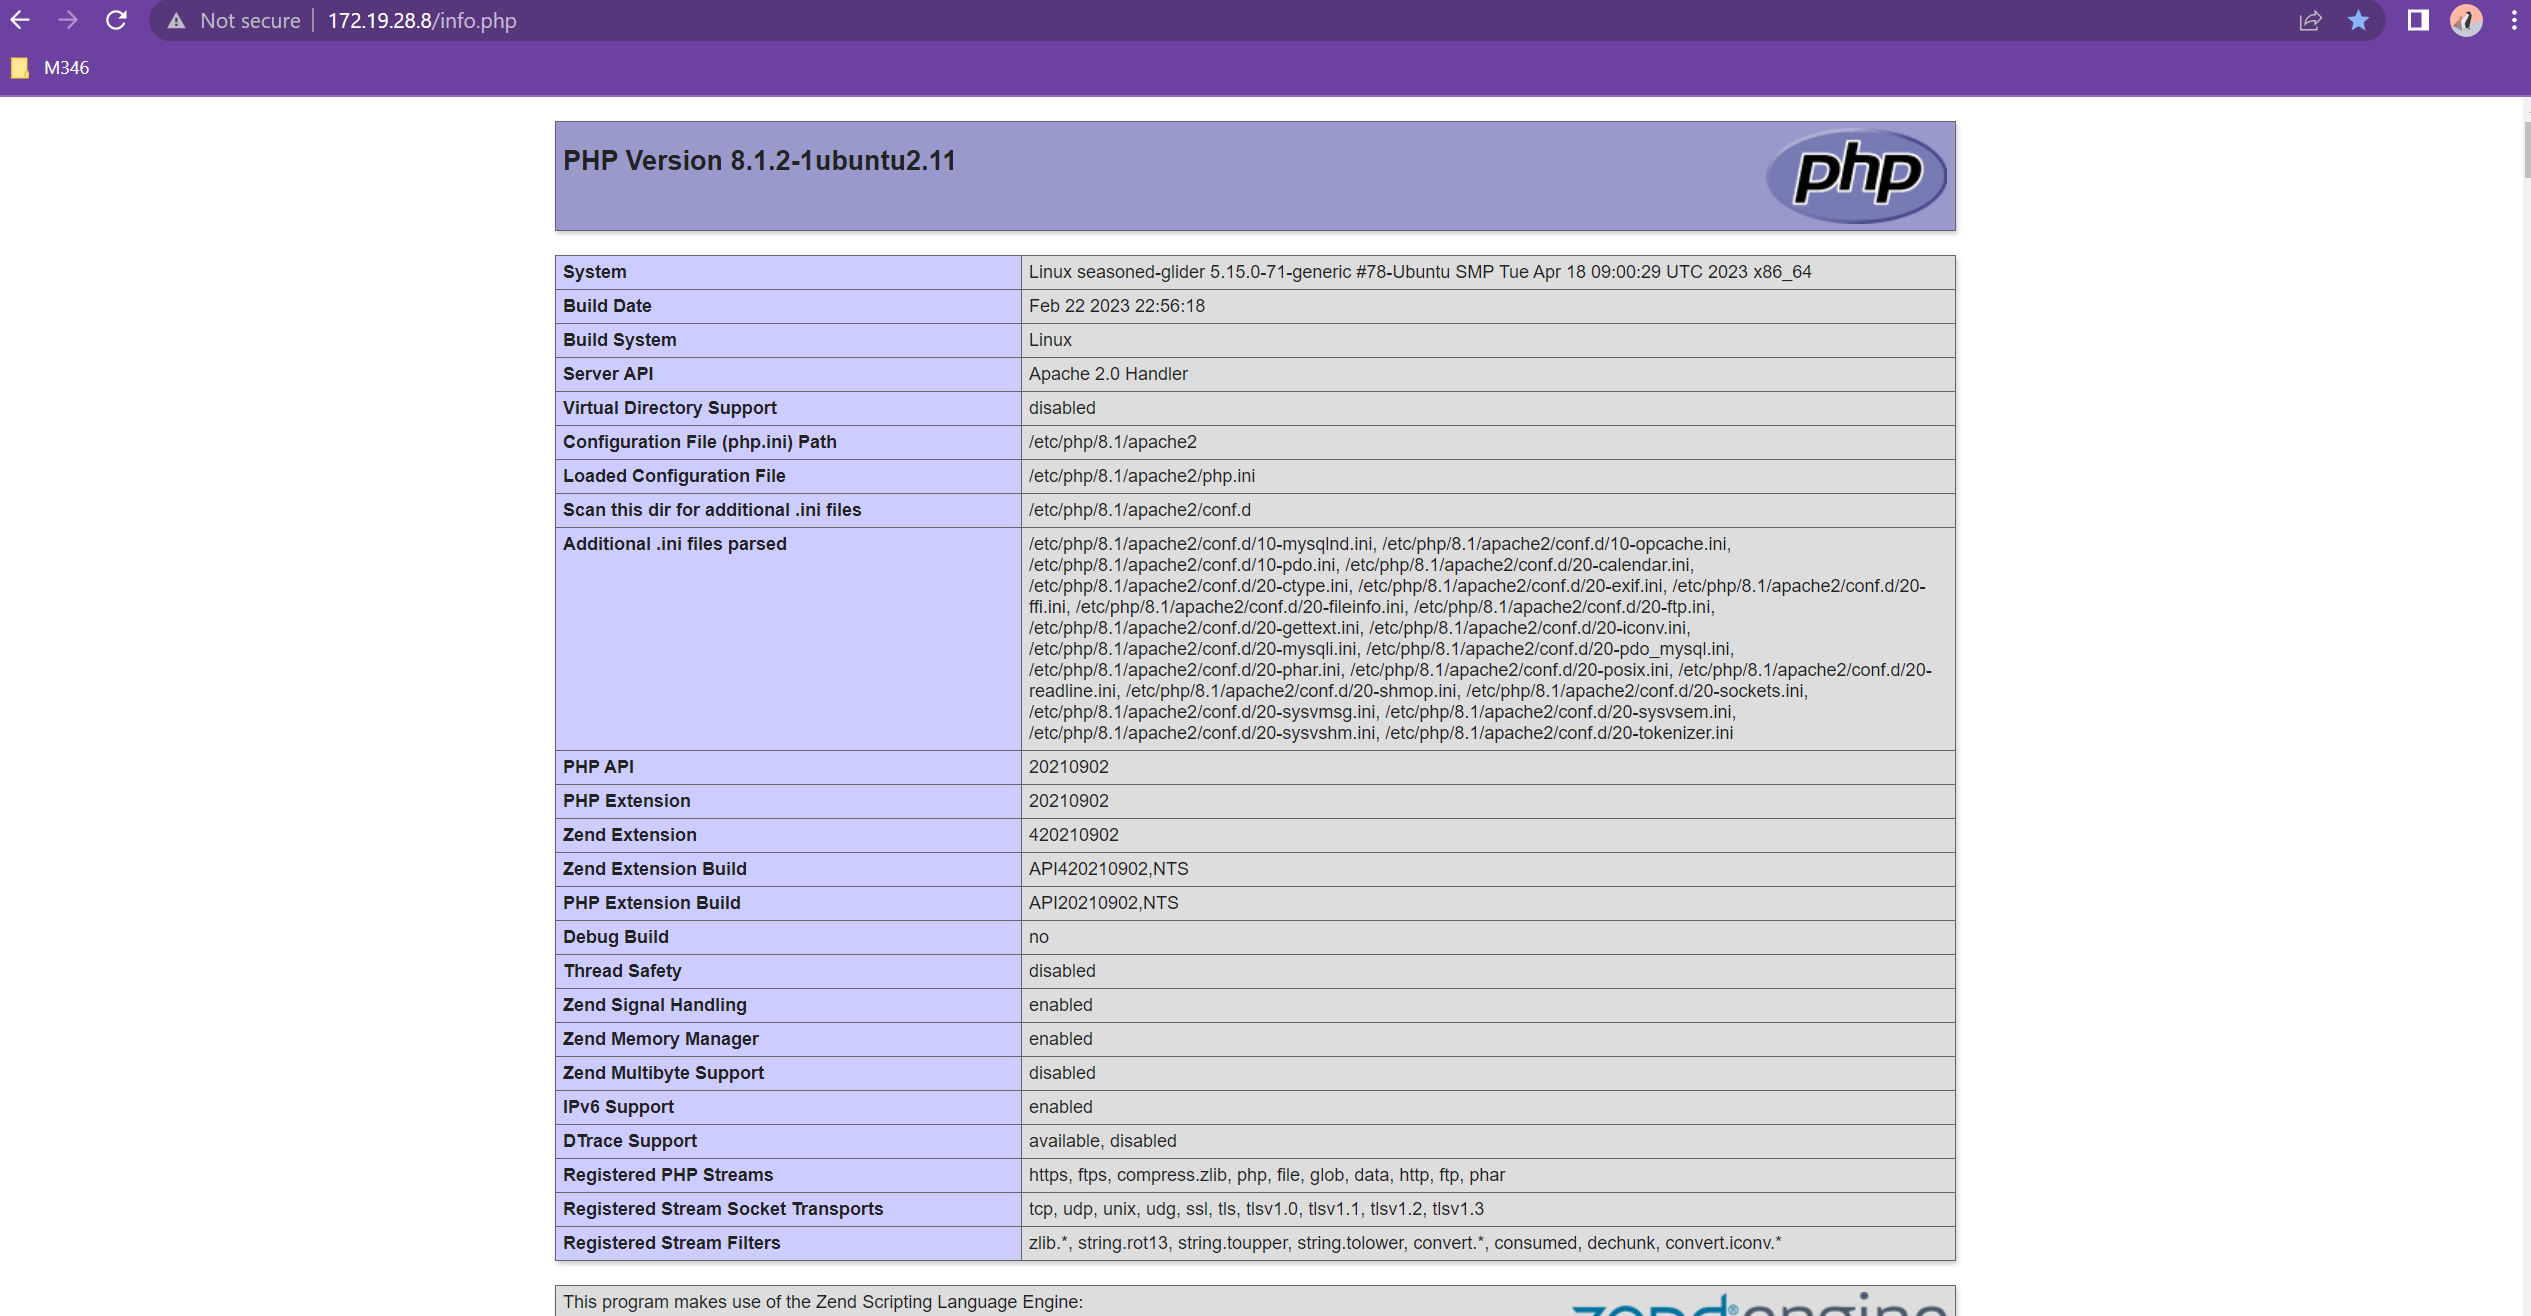 Not secure | 172.19.28.8/info.php
M346
PHP Version 8.1.2-1ubuntu2.11
php
System Linux seasoned-glider 5.15.0-71-generic #78-Ubuntu SMP Tue Apr 18 09:00:29 UTC 2023 x86_64
Build Date Feb 22 2023 22:56:18
Build System Linux
Server API Apache 2.0 Handler
Virtual Directory Support disabled
Configuration File (php.ini) Path /etc/php/8.1/apache2
Loaded Configuration File /etc/php/8.1/apache2/php.ini
Scan this dir for additional .ini files /etc/php/8.1/apache2/conf.d
Additional .ini files parsed /etc/php/8.1/apache2/conf.d/10-mysqlnd.ini, /etc/php/8.1/apache2/conf.d/10-opcache.ini,
/etc/php/8.1/apache2/conf.d/10-pdo.ini, /etc/php/8.1/apache2/conf.d/20-calendar.ini,
/etc/php/8.1/apache2/conf.d/20-ctype.ini, /etc/php/8.1/apache2/conf.d/20-exif.ini, /etc/php/8.1/apache2/conf.d/20-
ffi.ini, /etc/php/8.1/apache2/conf.d/20-fileinfo.ini, /etc/php/8.1/apache2/conf.d/20-ftp.ini,
/etc/php/8.1/apache2/conf.d/20-gettext.ini, /etc/php/8.1/apache2/conf.d/20-iconv.ini,
/etc/php/8.1/apache2/conf.d/20-mysqli.ini, /etc/php/8.1/apache2/conf.d/20-pdo_mysql.ini,
/etc/php/8.1/apache2/conf.d/20-phar.ini, /etc/php/8.1/apache2/conf.d/20-posix.ini, /etc/php/8.1/apache2/conf.d/20-
readline.ini, /etc/php/8.1/apache2/conf.d/20-shmop.ini, /etc/php/8.1/apache2/conf.d/20-sockets.ini,
/etc/php/8.1/apache2/conf.d/20-sysvmsg.ini, /etc/php/8.1/apache2/conf.d/20-sysvsem.ini,
/etc/php/8.1/apache2/conf.d/20-sysvshm.ini, /etc/php/8.1/apache2/conf.d/20-tokenizer.ini
PHP API 20210902
PHP Extension 20210902
Zend Extension 420210902
Zend Extension Build API420210902,NTS
PHP Extension Build API20210902,NTS
Debug Build no
Thread Safety disabled
Zend Signal Handling enabled
Zend Memory Manager enabled
Zend Multibyte Support disabled
IPv6 Support enabled
DTrace Support available, disabled
Registered PHP Streams https, ftps, compress.zlib, php, file, glob, data, http, ftp, phar
Registered Stream Socket Transports tcp, udp, unix, udg, ssl, tls, tlsv1.0, tlsv1.1, tlsv1.2, tlsv1.3
Registered Stream Filters zlib.*, string.rot13, string.toupper, string.tolower, convert.*, consumed, dechunk, convert.iconv.*
This program makes use of the Zend Scripting Language Engine:
zend® engine